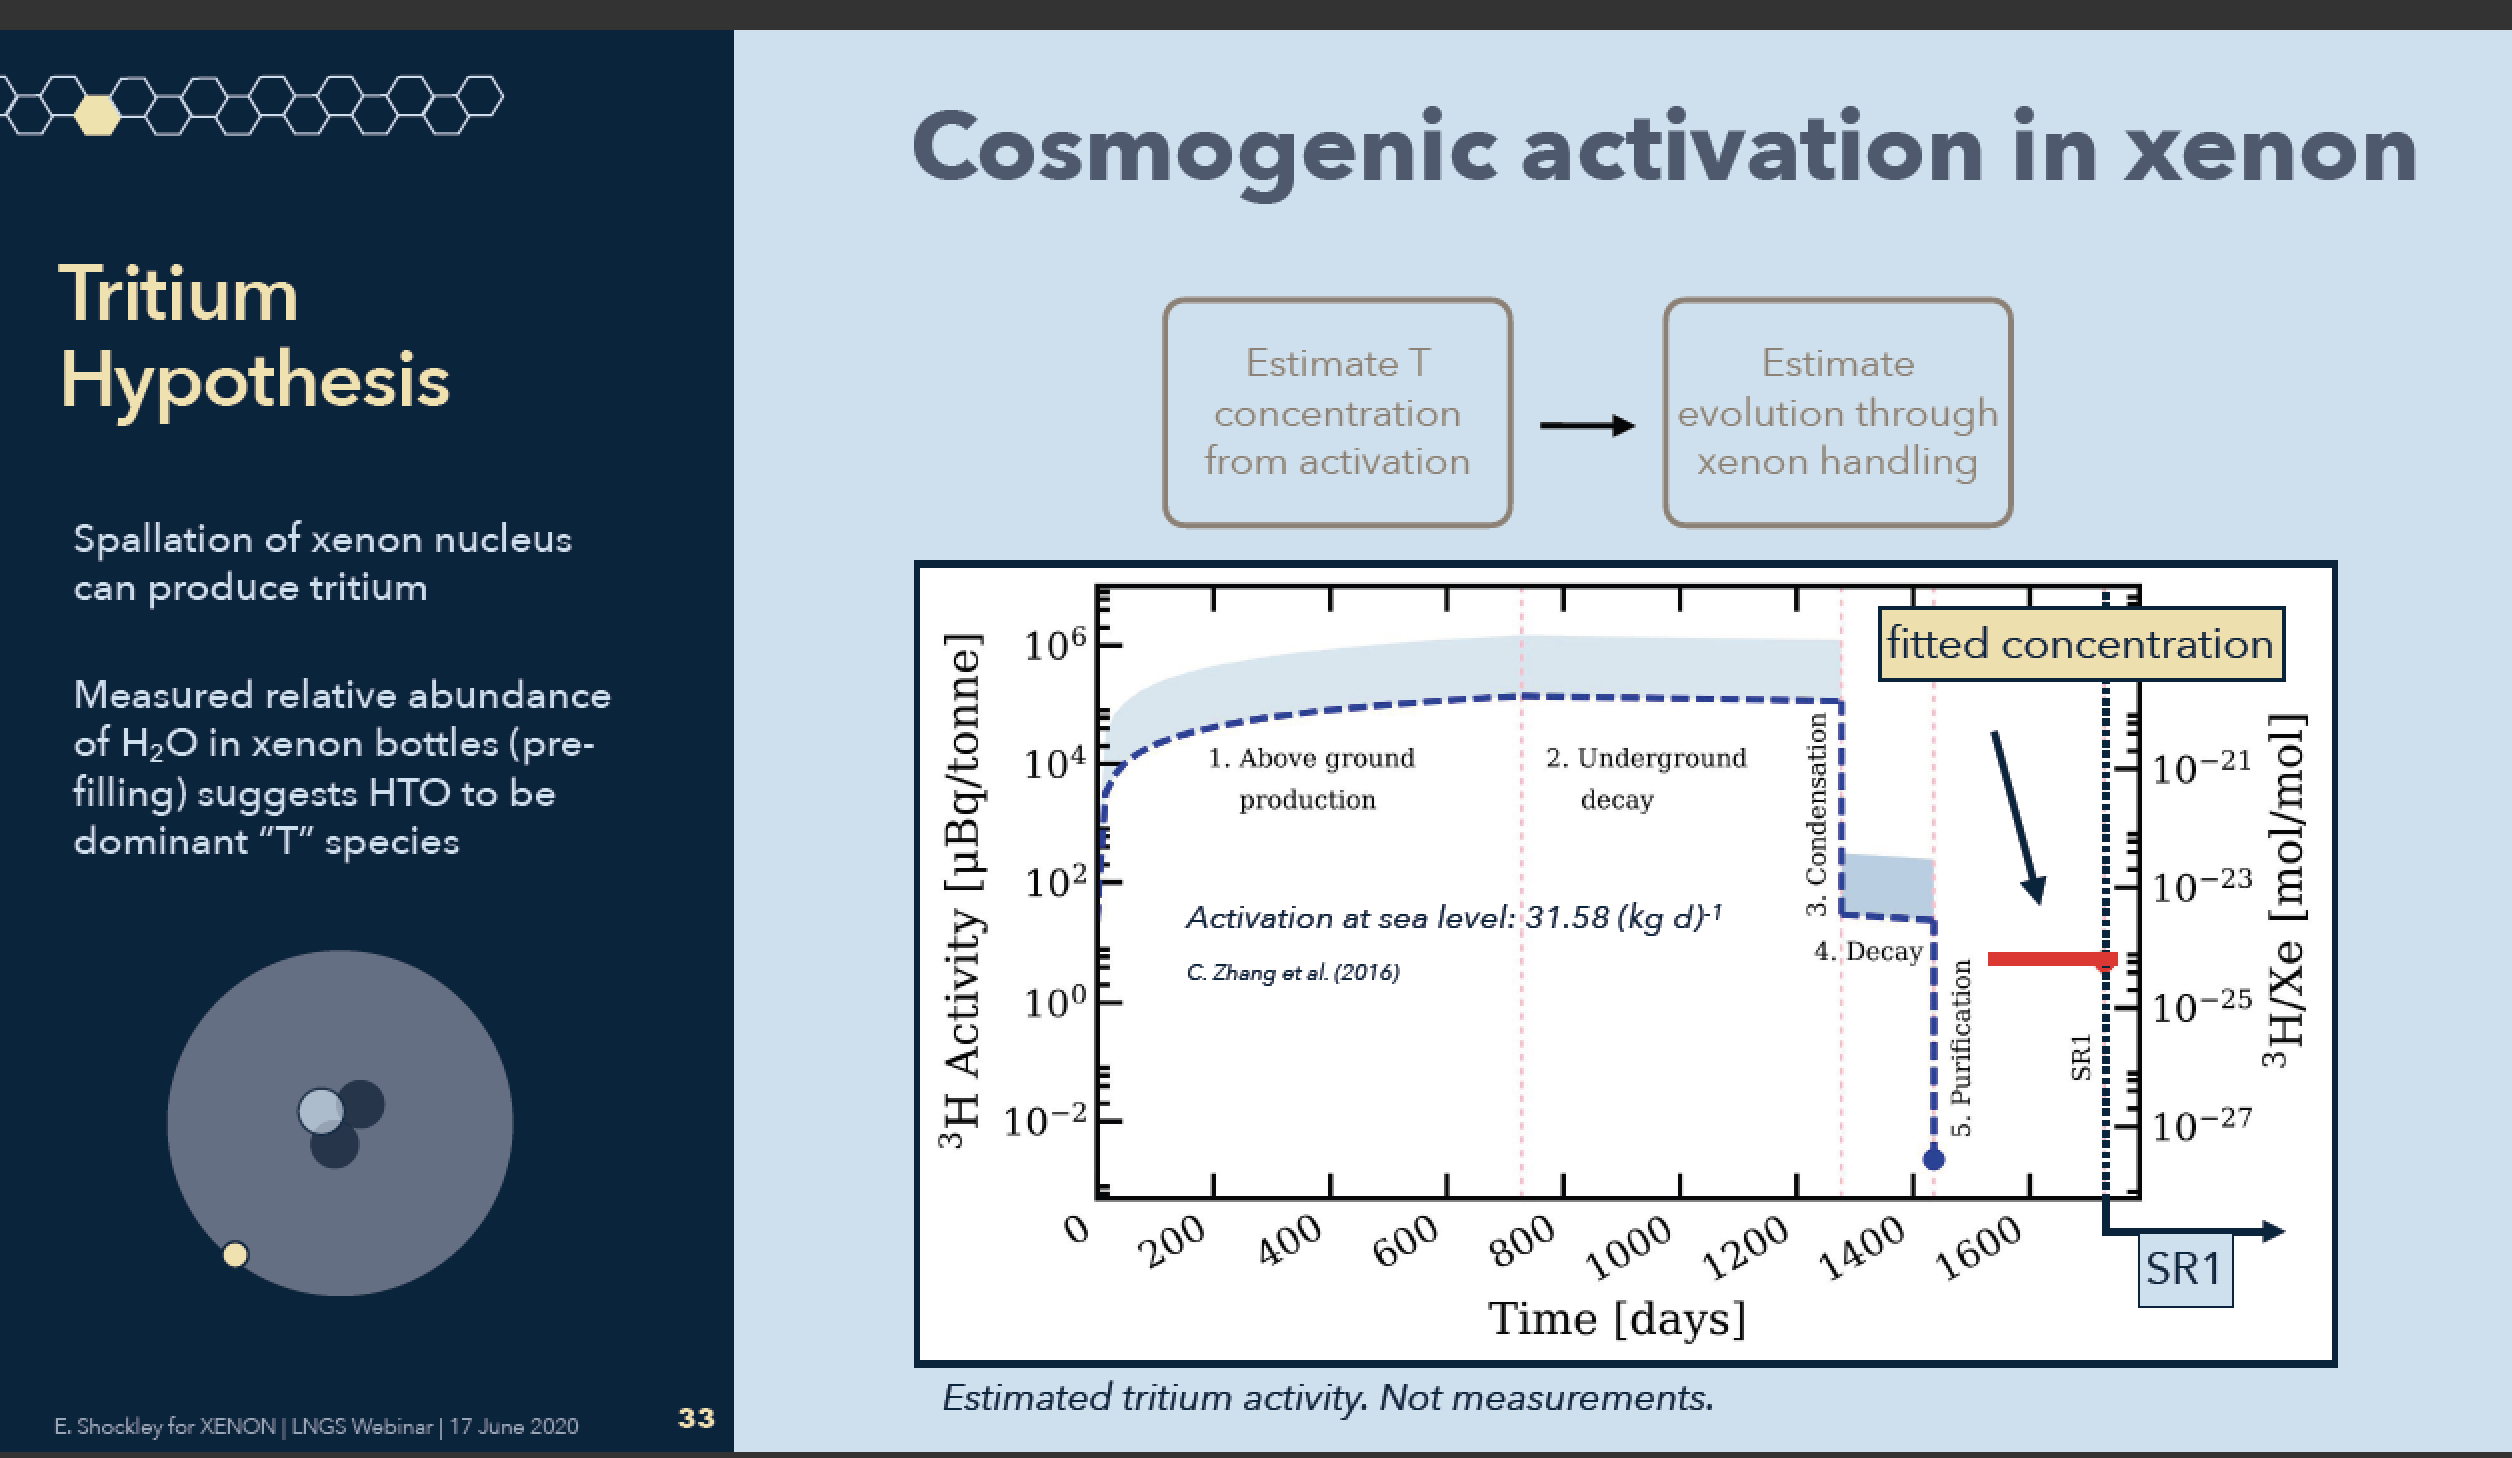 Cosmogenic activation in xenon
Tritium
Hypothesis
Spallation of xenon nucleus
can produce tritium
Measured relative abundance
of H₂O in xenon bottles (pre-
filling) suggests HTO to be
dominant “T” species
E. Shockley for XENON | LNGS Webinar | 17 June 2020
33
Estimate T
concentration
from activation
Estimate
evolution through
xenon handling
fitted concentration
³H Activity [μBq/tonne]
10⁶
10⁴
10²
10⁰
10⁻²
1. Above ground
production
2. Underground
decay
3. Condensation
Activation at sea level: 31.58 (kg d)⁻¹
C. Zhang et al. (2016)
4. Decay
5. Purification
SR1
10⁻²¹
10⁻²³
10⁻²⁵
10⁻²⁷
³H/Xe [mol/mol]
0 200 400 600 800 1000 1200 1400 1600
SR1
Time [days]
Estimated tritium activity. Not measurements.